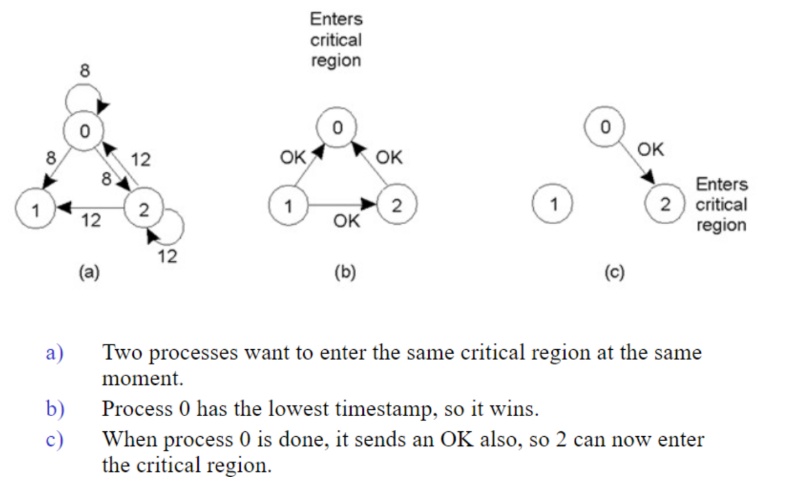 Enters
critical
region
8
0
8
12
8
1
2
12
12
(a)
0
OK
OK
1
2
OK
(b)
0
OK
1
2
Enters
critical
region
(c)
a) Two processes want to enter the same critical region at the same
moment.
b) Process 0 has the lowest timestamp, so it wins.
c) When process 0 is done, it sends an OK also, so 2 can now enter
the critical region.